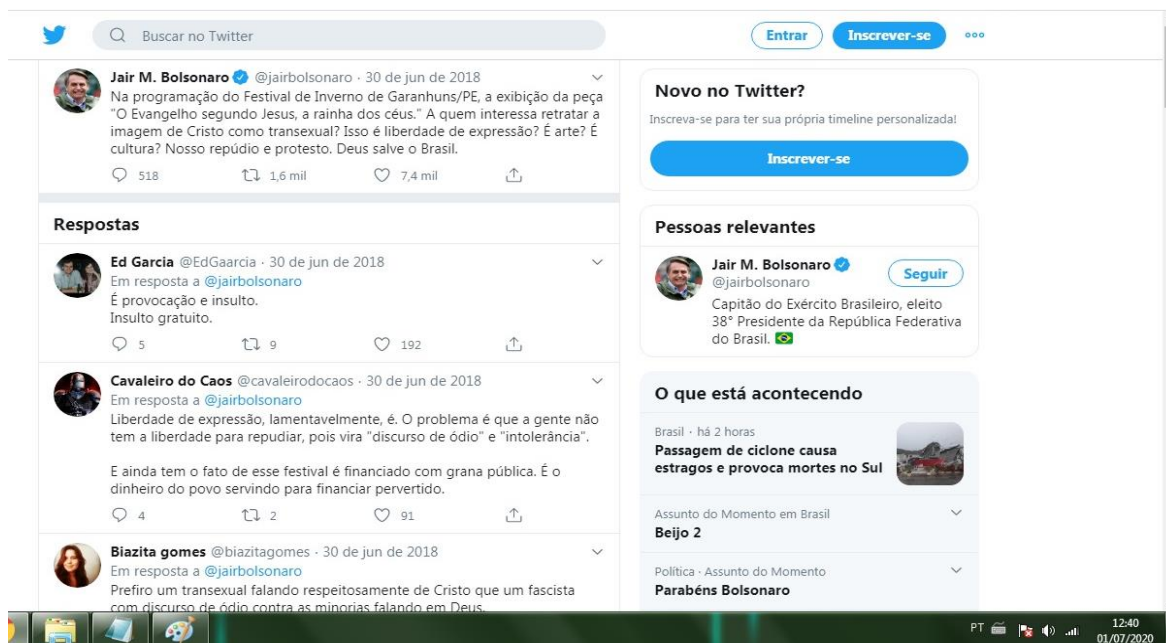 Buscar no Twitter
Entrar
Inscrever-se
Jair M. Bolsonaro @jairbolsonaro · 30 de jun de 2018
Na programação do Festival de Inverno de Garanhuns/PE, a exibição da peça
"O Evangelho segundo Jesus, a rainha dos céus." A quem interessa retratar a
imagem de Cristo como transexual? Isso é liberdade de expressão? É arte? É
cultura? Nosso repúdio e protesto. Deus salve o Brasil.
518 1,6 mil 7,4 mil
Respostas
Ed Garcia @EdGaarcia · 30 de jun de 2018
Em resposta a @jairbolsonaro
É provocação e insulto.
Insulto gratuito.
5 9 192
Cavaleiro do Caos @cavaleirodocaos · 30 de jun de 2018
Em resposta a @jairbolsonaro
Liberdade de expressão, lamentavelmente, é. O problema é que a gente não
tem a liberdade para repudiar, pois vira "discurso de ódio" e "intolerância".
E ainda tem o fato de esse festival é financiado com grana pública. É o
dinheiro do povo servindo para financiar pervertido.
4 2 91
Biazita gomes @biazitagomes · 30 de jun de 2018
Em resposta a @jairbolsonaro
Prefiro um transexual falando respeitosamente de Cristo que um fascista
com discurso de ódio contra as minorias falando em Deus.
Novo no Twitter?
Inscreva-se para ter sua própria timeline personalizada!
Inscrever-se
Pessoas relevantes
Jair M. Bolsonaro
@jairbolsonaro
Seguir
Capitão do Exército Brasileiro, eleito
38° Presidente da República Federativa
do Brasil.
O que está acontecendo
Brasil · há 2 horas
Passagem de ciclone causa
estragos e provoca mortes no Sul
Assunto do Momento em Brasil
Beijo 2
Política · Assunto do Momento
Parabéns Bolsonaro
PT
12:40
01/07/2020